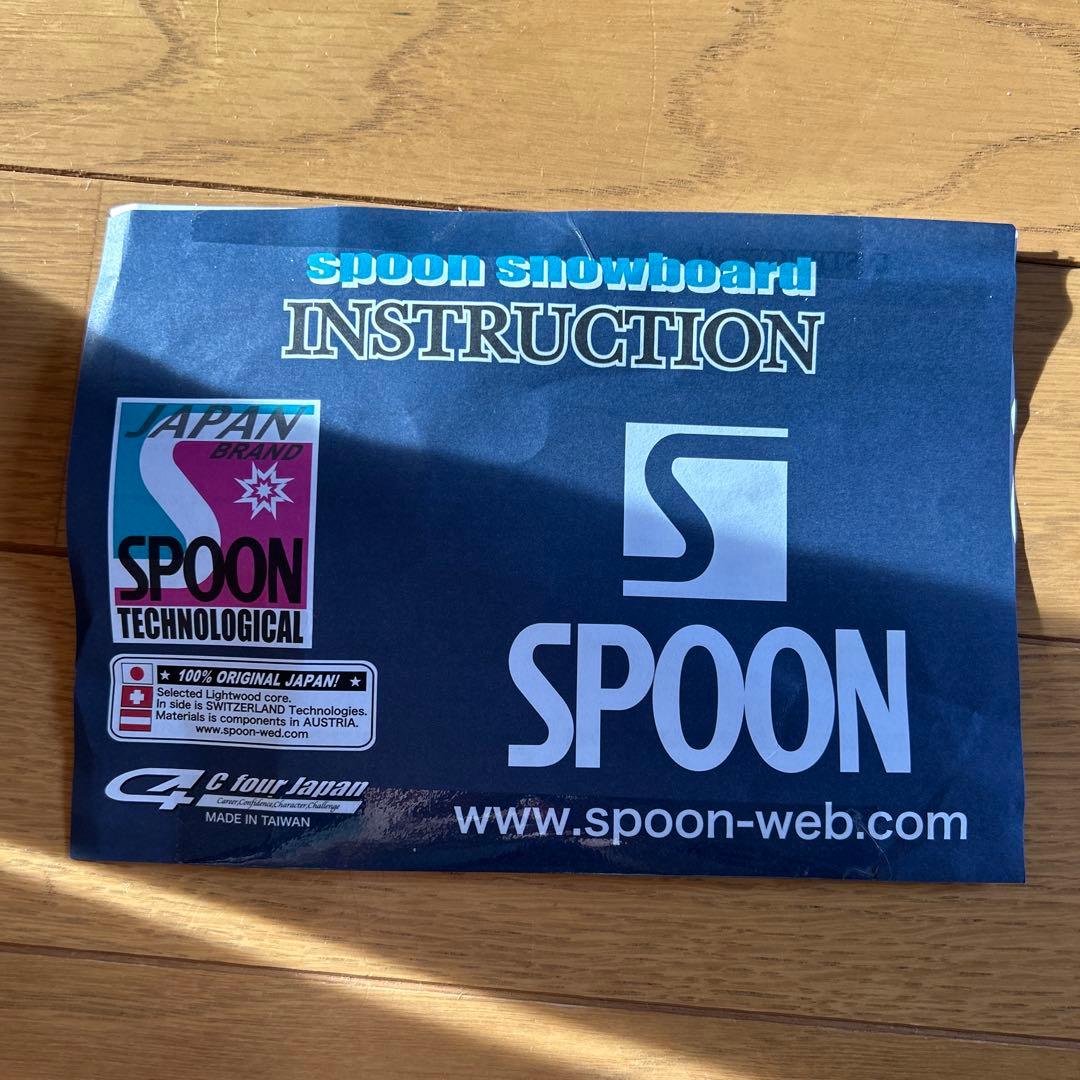 spoon snowboard
INSTRUCTION
JAPAN
BRAND
SPOON
TECHNOLOGICAL
★ 100% ORIGINAL JAPAN! ★
Selected Lightwood core.
In side is SWITZERLAND Technologies.
Materials is components in AUSTRIA.
www.spoon-wed.com
C4
C four Japan
Career,Confidence,Character,Challenge
MADE IN TAIWAN
S
SPOON
www.spoon-web.com